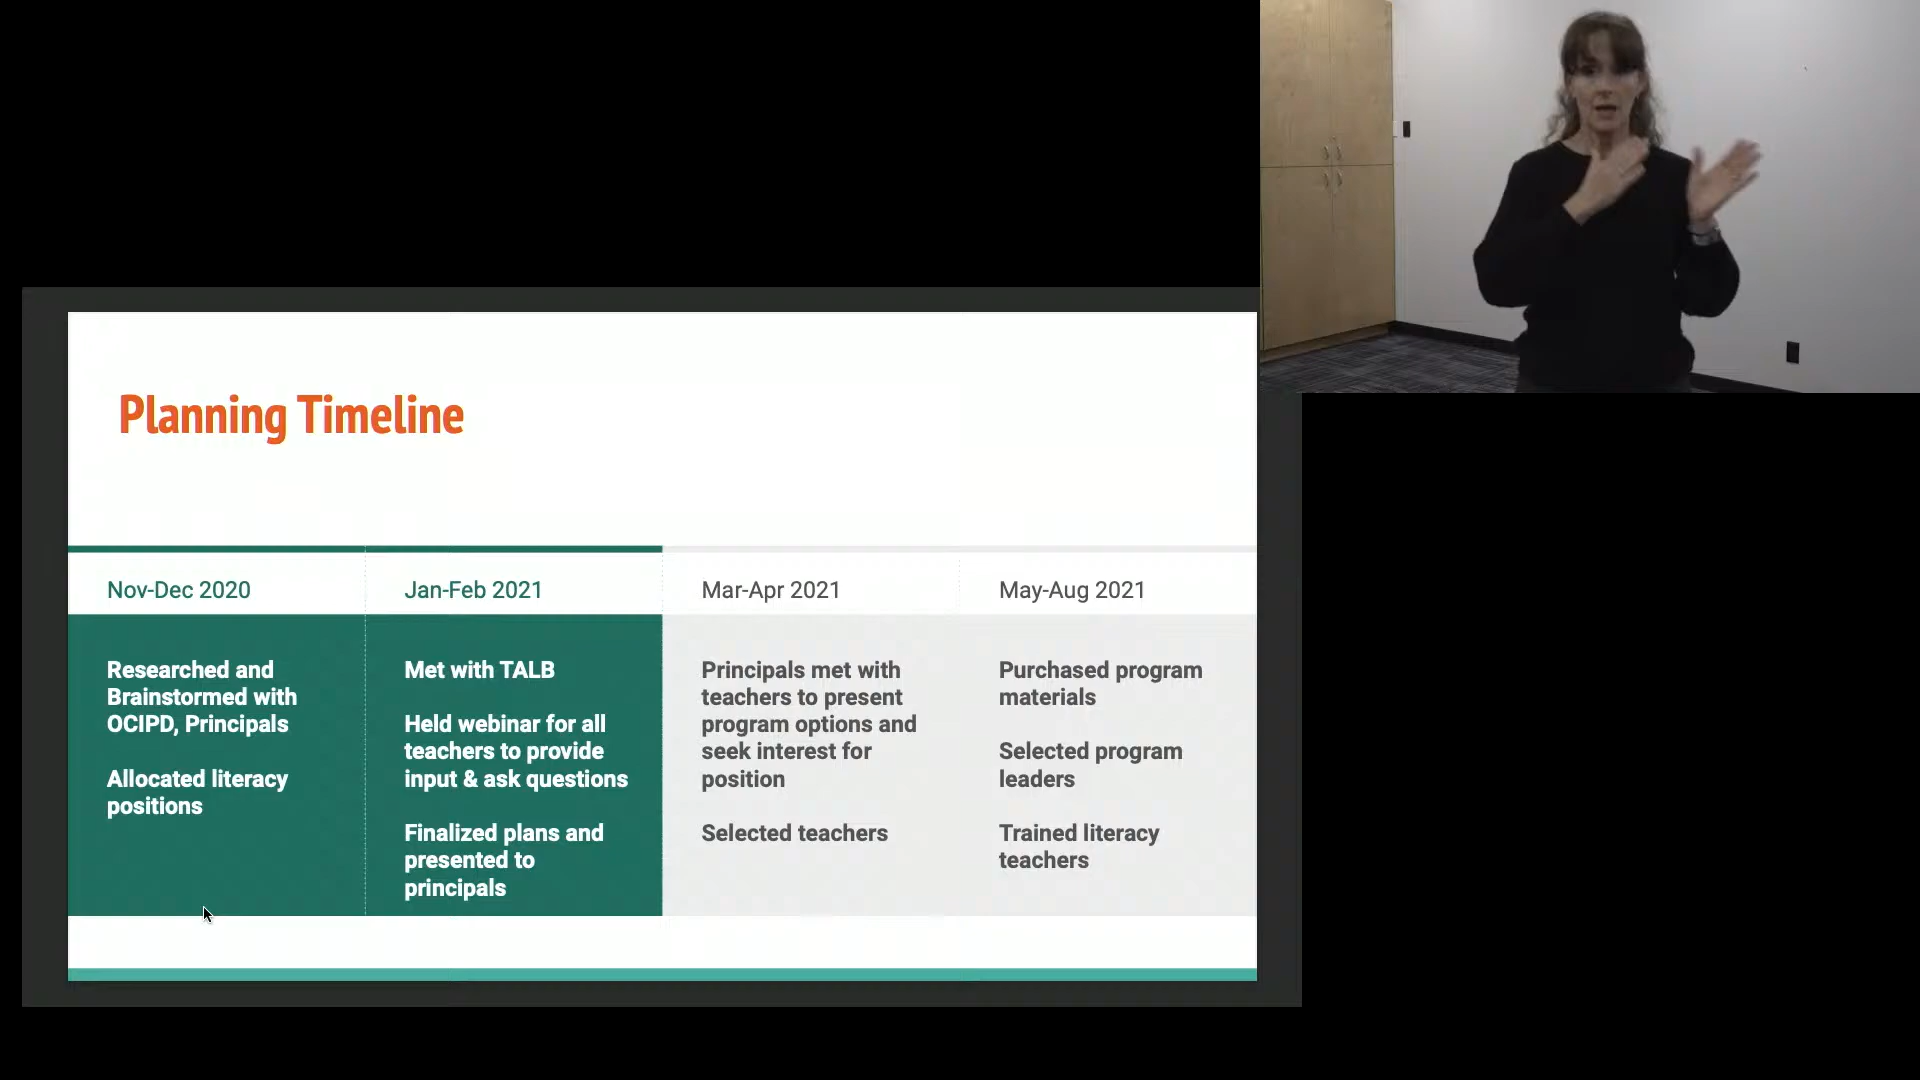 Planning Timeline
Nov-Dec 2020
Researched and
Brainstormed with
OCIPD, Principals
Allocated literacy
positions
Jan-Feb 2021
Met with TALB
Held webinar for all
teachers to provide
input & ask questions
Finalized plans and
presented to
principals
Mar-Apr 2021
Principals met with
teachers to present
program options and
seek interest for
position
Selected teachers
May-Aug 2021
Purchased program
materials
Selected program
leaders
Trained literacy
teachers